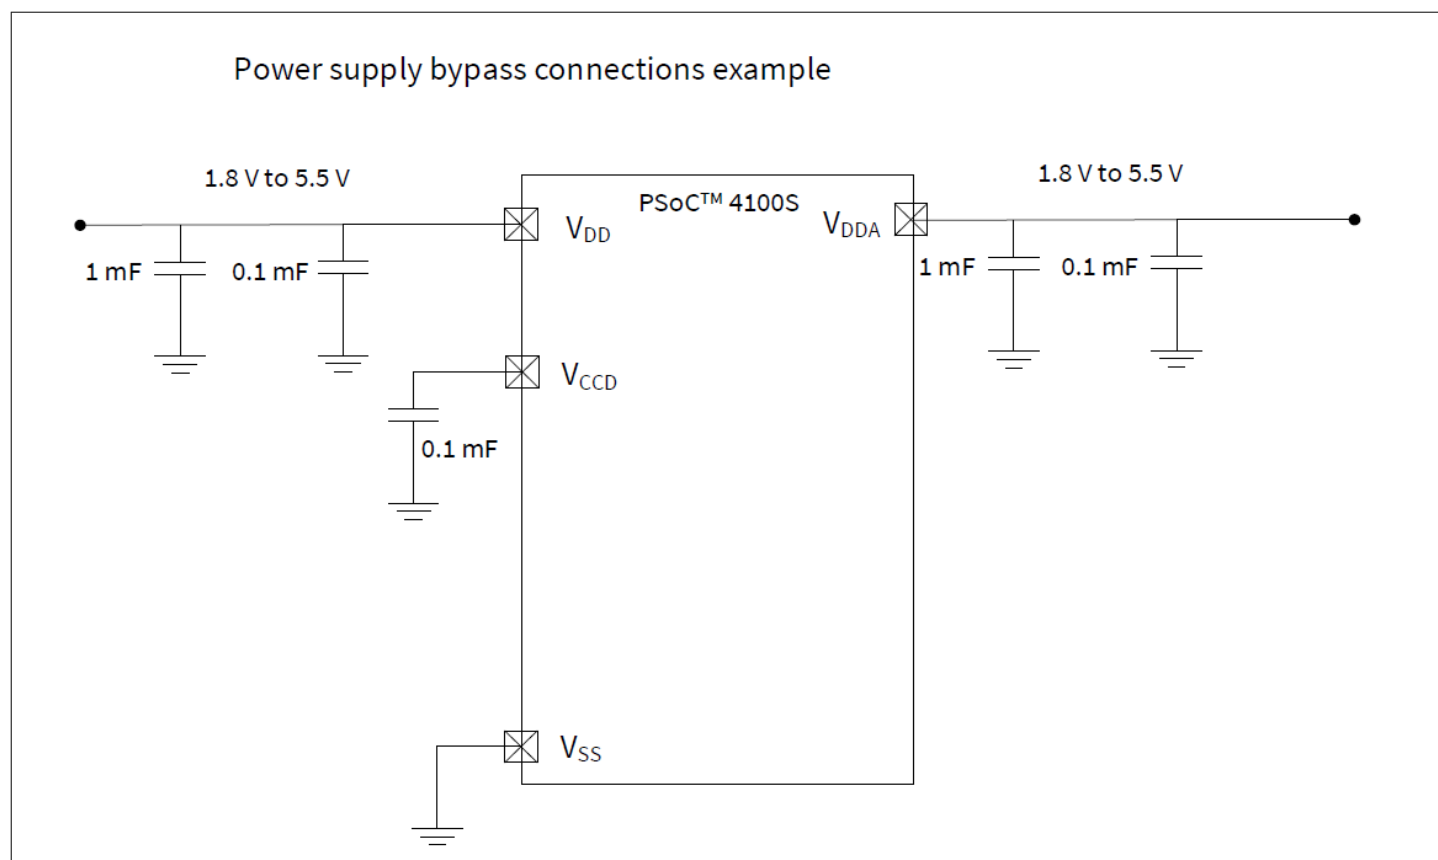 Power supply bypass connections example
1.8 V to 5.5 V
1.8 V to 5.5 V
PSoC™ 4100S
VDD
VDDA
1 mF
0.1 mF
1 mF
0.1 mF
VCCD
0.1 mF
VSS